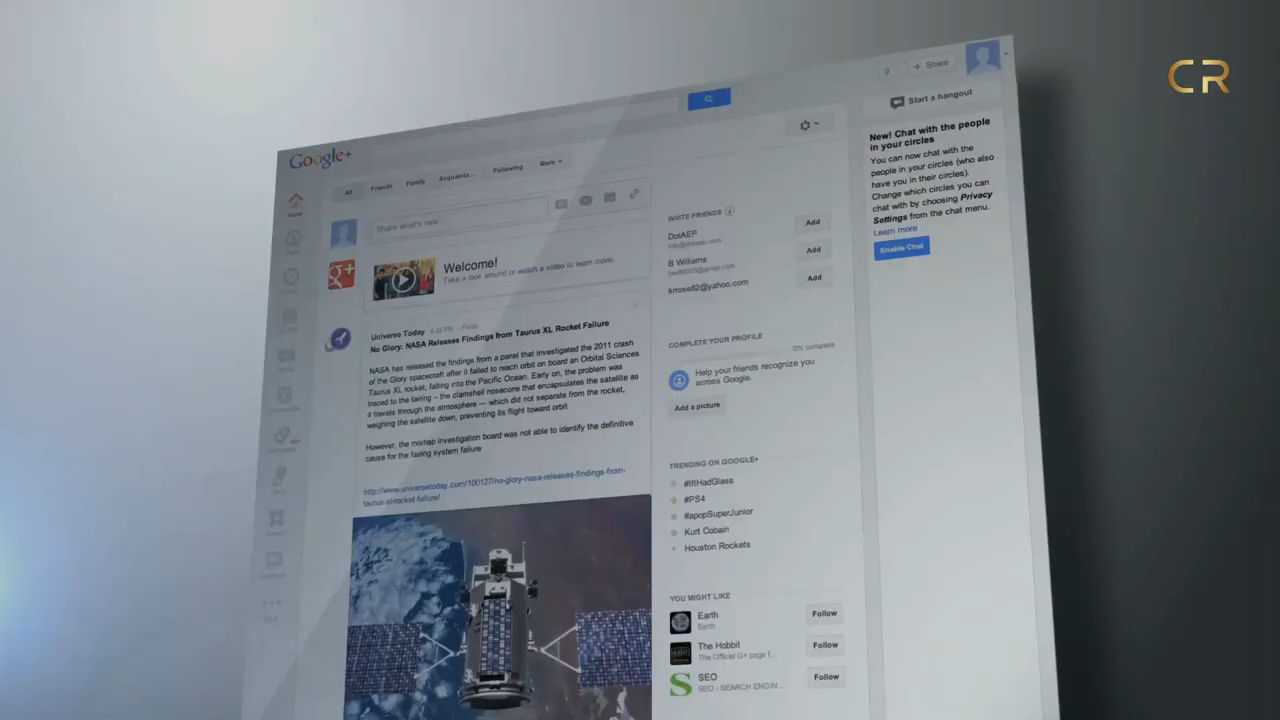 CR
0
+ Share
Google+
Start a hangout
All
Friends
Family
Acquainta...
Following
More
Home
Share what's new...
Welcome!
Take a look around or watch a video to learn more.
g+
Universe Today
No Glory: NASA Releases Findings from Taurus XL Rocket Failure
NASA has released the findings from a panel that investigated the 2011 crash
of the Glory spacecraft after it failed to reach orbit on board an Orbital Sciences
Taurus XL rocket, falling into the Pacific Ocean. Early on, the problem was
traced to the fairing – the clamshell nosecone that encapsulates the satellite as
it travels through the atmosphere — which did not separate from the rocket,
weighing the satellite down, preventing its flight toward orbit.
However, the mishap investigation board was not able to identify the definitive
cause for the fairing system failure
http://www.universetoday.com/100127/no-glory-nasa-releases-findings-from-
taurus-xl-rocket-failure/
INVITE FRIENDS
DotAEP
Add
B Williams
Add
kmose82@yahoo.com
Add
COMPLETE YOUR PROFILE
0% complete
Help your friends recognize you
across Google.
Add a picture
TRENDING ON GOOGLE+
#IfIHadGlass
#PS4
#apopSuperJunior
Kurt Cobain
Houston Rockets
YOU MIGHT LIKE
Earth
Earth
Follow
The Hobbit
The Official G+ page f...
Follow
SEO
SEO - SEARCH ENGIN...
Follow
New! Chat with the people
in your circles
You can now chat with the
people in your circles (who also
have you in their circles).
Change which circles you can
chat with by choosing Privacy
Settings from the chat menu.
Learn more
Enable Chat